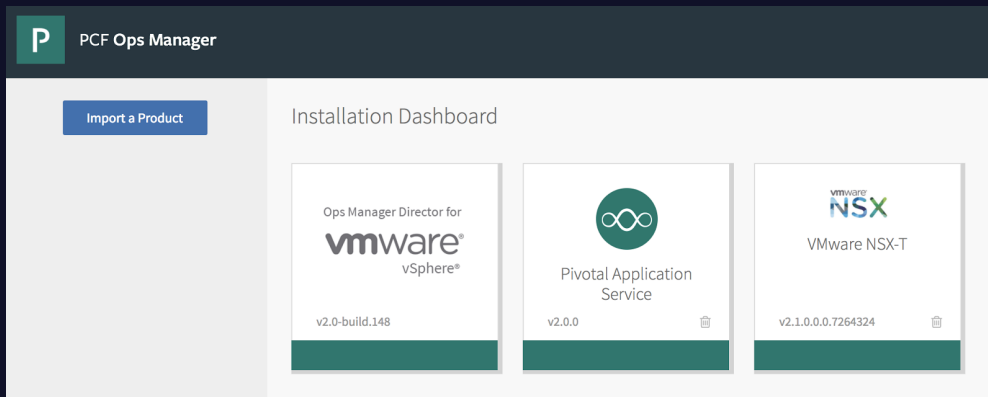 P
PCF Ops Manager
Import a Product
Installation Dashboard
Ops Manager Director for
vmware®
vSphere®
v2.0-build.148
Pivotal Application
Service
v2.0.0
vmware®
NSX
VMware NSX-T
v2.1.0.0.0.7264324